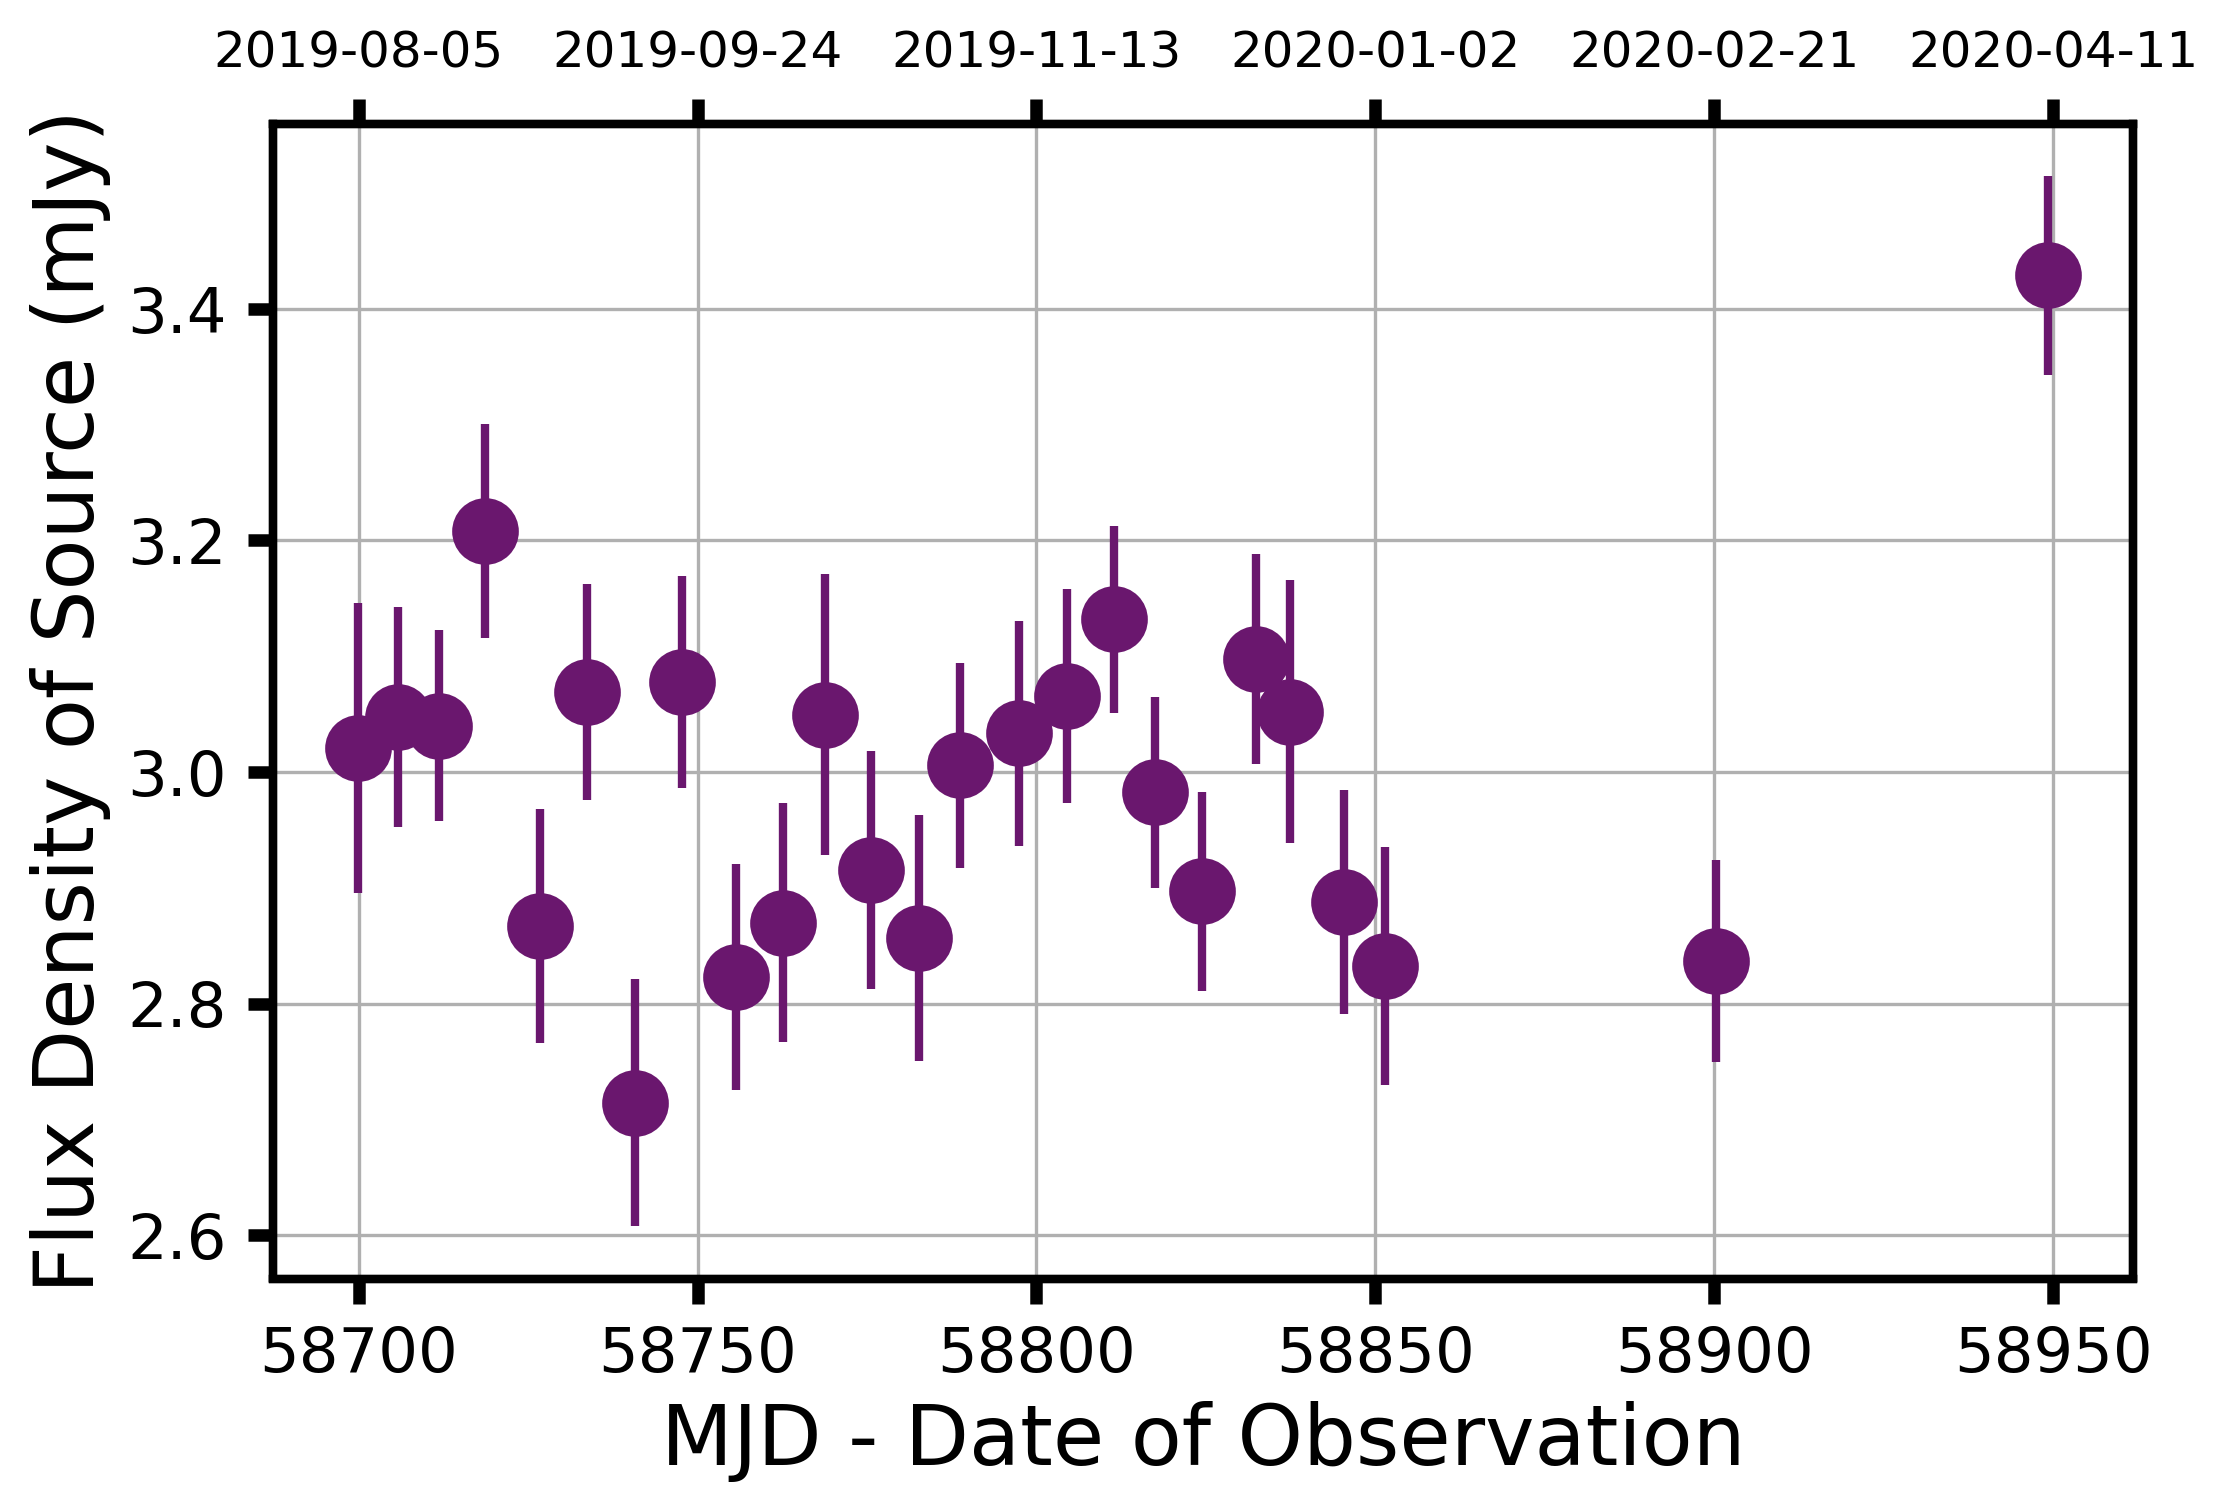 2019-08-05 2019-09-24 2019-11-13 2020-01-02 2020-02-21 2020-04-11
Flux Density of Source (mJy)
3.4
3.2
3.0
2.8
2.6
58700 58750 58800 58850 58900 58950
MJD - Date of Observation